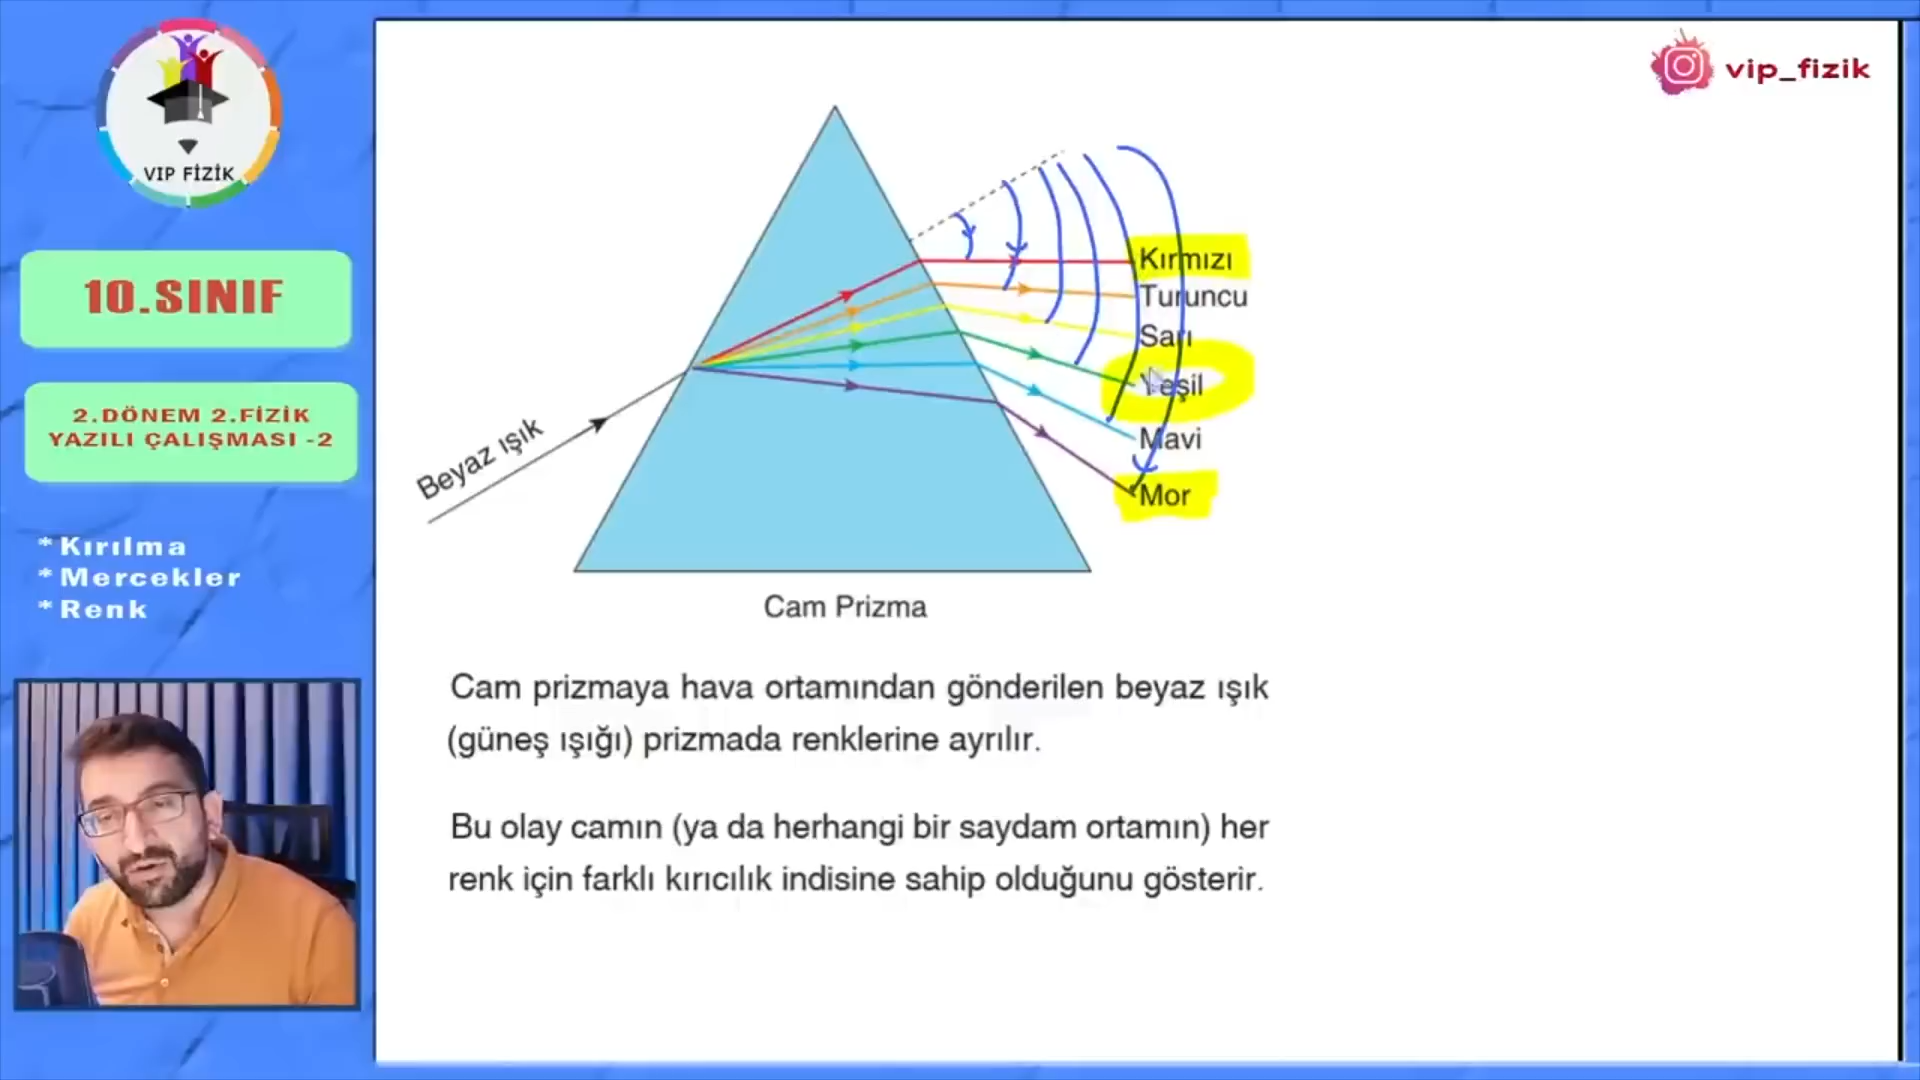 VIP FİZİK
10.SINIF
2.DÖNEM 2.FİZİK
YAZILI ÇALIŞMASI -2
* Kırılma
* Mercekler
* Renk
vip_fizik
Beyaz ışık
Kırmızı
Turuncu
Sarı
Yeşil
Mavi
Mor
Cam Prizma
Cam prizmaya hava ortamından gönderilen beyaz ışık
(güneş ışığı) prizmada renklerine ayrılır.
Bu olay camın (ya da herhangi bir saydam ortamın) her
renk için farklı kırıcılık indisine sahip olduğunu gösterir.